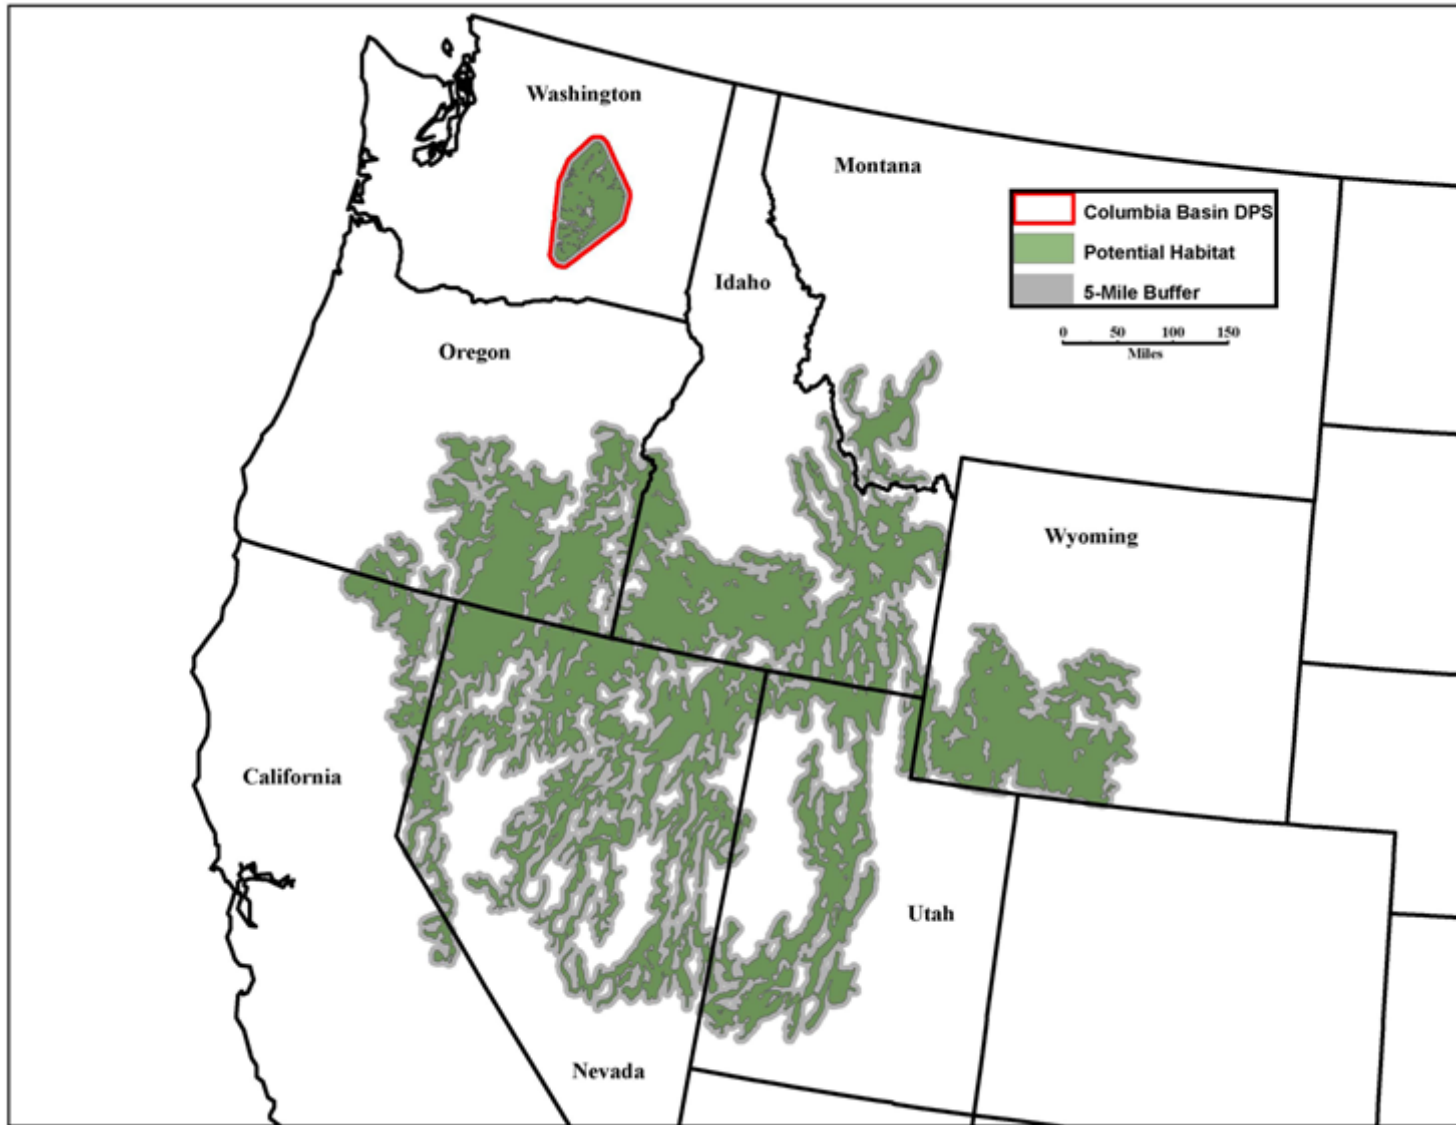 Washington
Montana
Columbia Basin DPS
Potential Habitat
5-Mile Buffer
0 50 100 150
Miles
Idaho
Oregon
Wyoming
California
Utah
Nevada